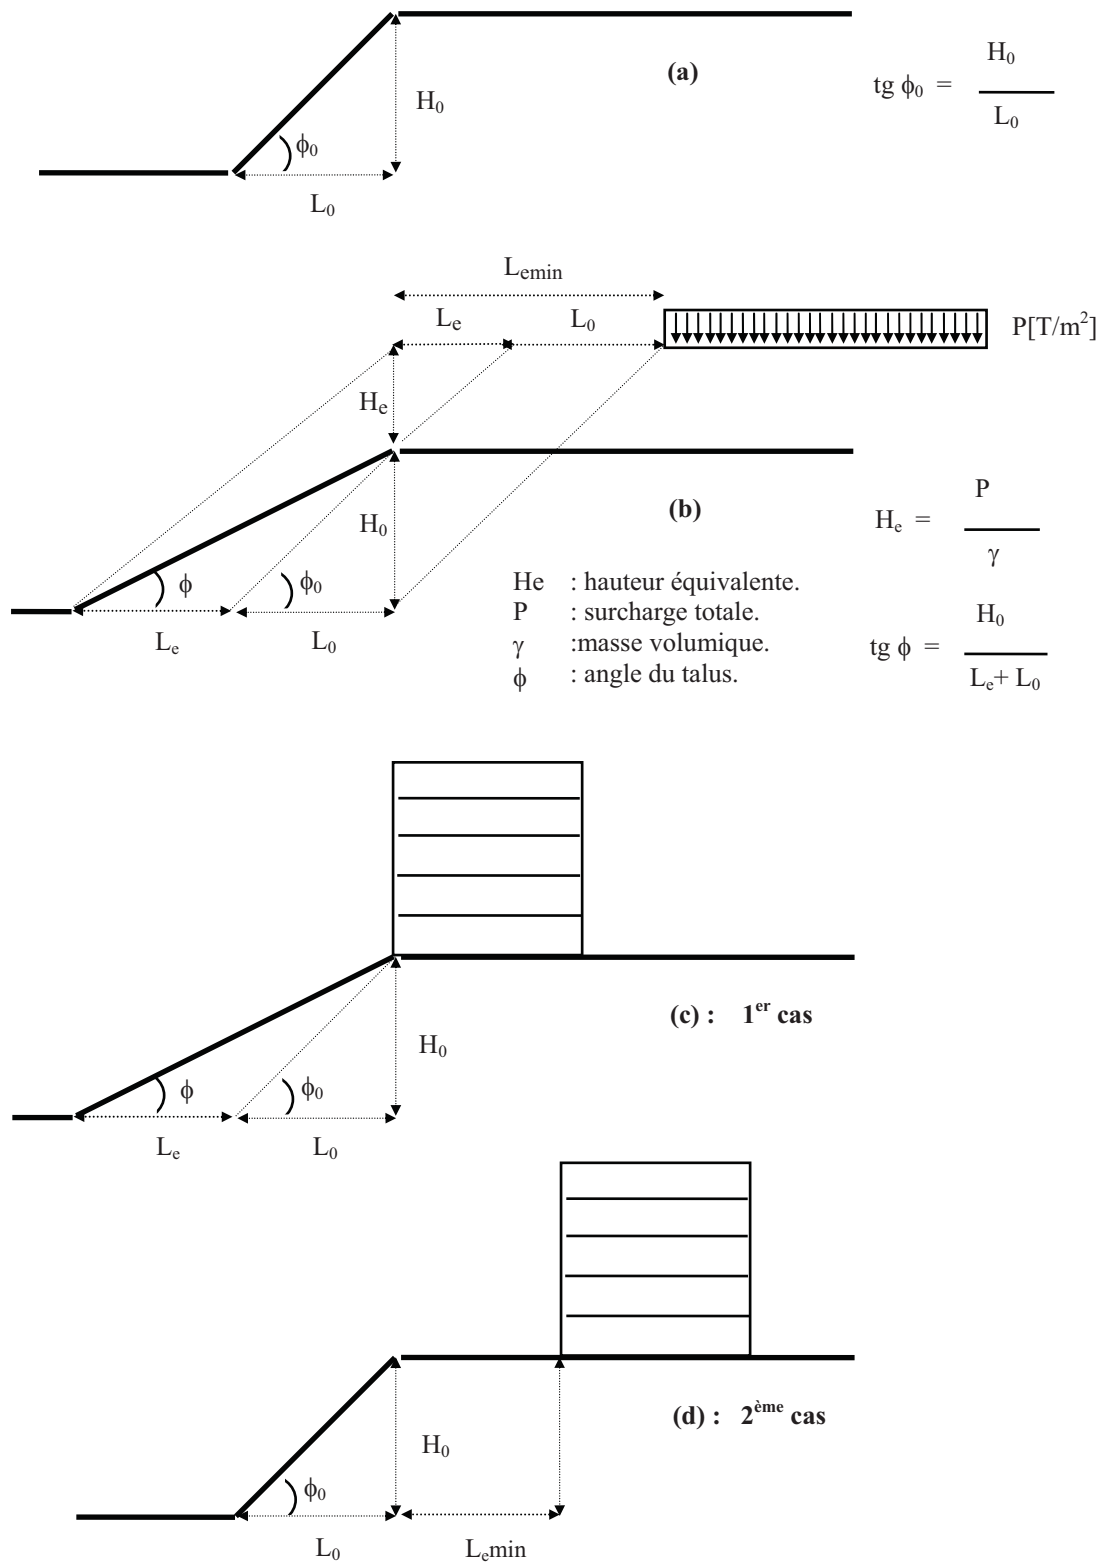 (a)
tg ϕ₀ = H₀ / L₀
H₀
ϕ₀
L₀
Lemin
Le L₀
P[T/m²]
He
H₀
(b)
He = P / γ
ϕ ϕ₀
Le L₀
He : hauteur équivalente.
P : surcharge totale.
γ :masse volumique.
ϕ : angle du talus.
tg ϕ = H₀ / Le+ L₀
(c) : 1er cas
H₀
ϕ ϕ₀
Le L₀
(d) : 2ème cas
H₀
ϕ₀
L₀ Lemin